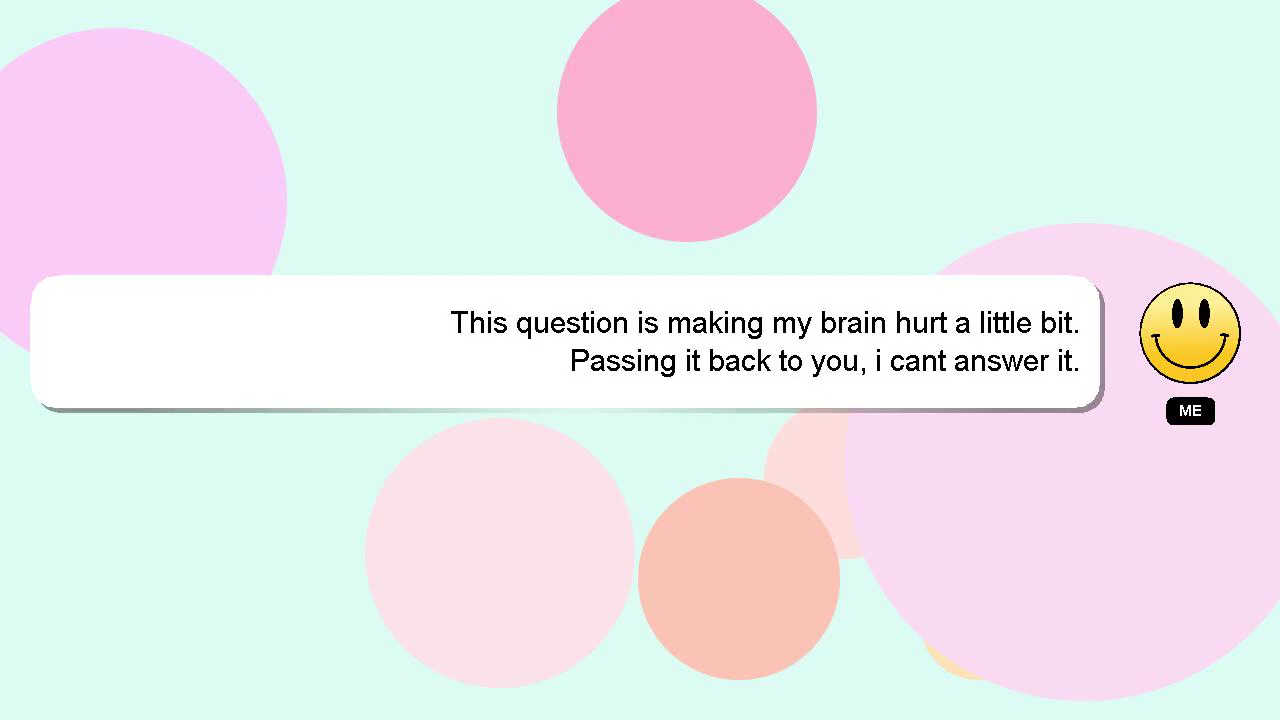 This question is making my brain hurt a little bit.
Passing it back to you, i cant answer it.
ME